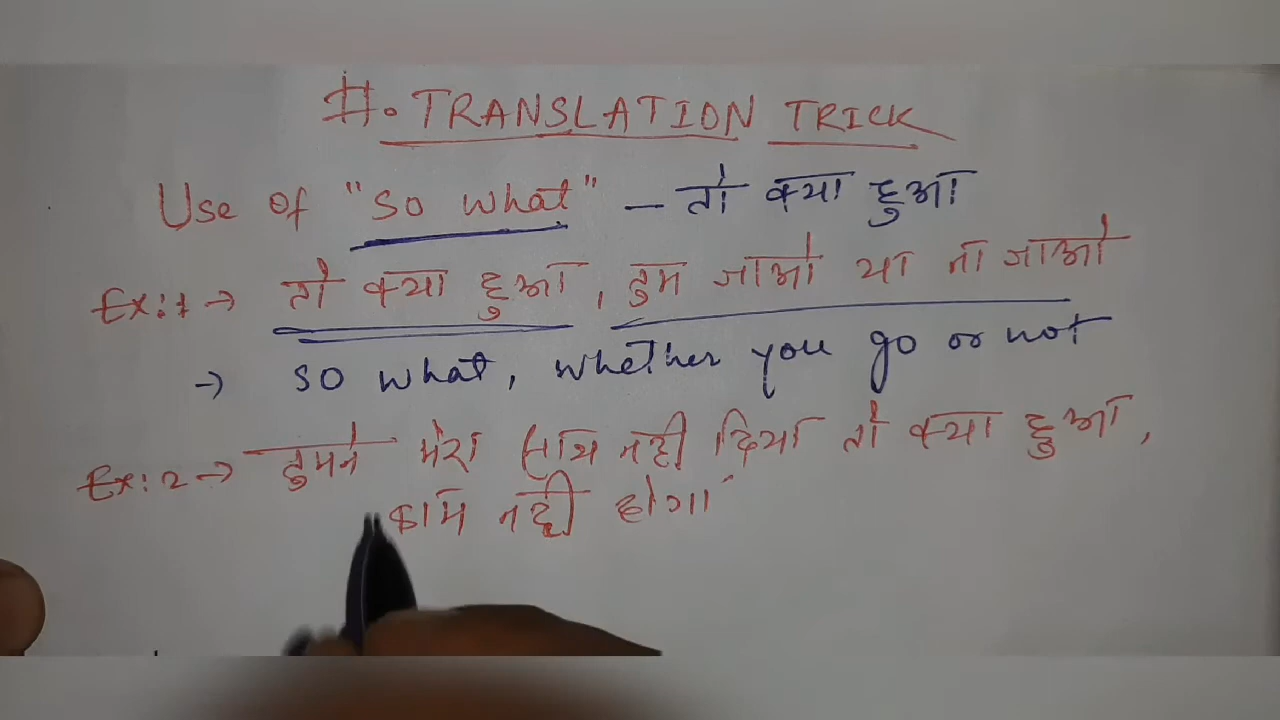 #. TRANSLATION TRICK
Use of "so what" – तो क्या हुआ
Ex:1→ तो क्या हुआ, तुम जाओ या ना जाओ
→ so what, whether you go or not
Ex:2→ तुमने मेरा साथ नही दिया तो क्या हुआ,
काम नही होगा